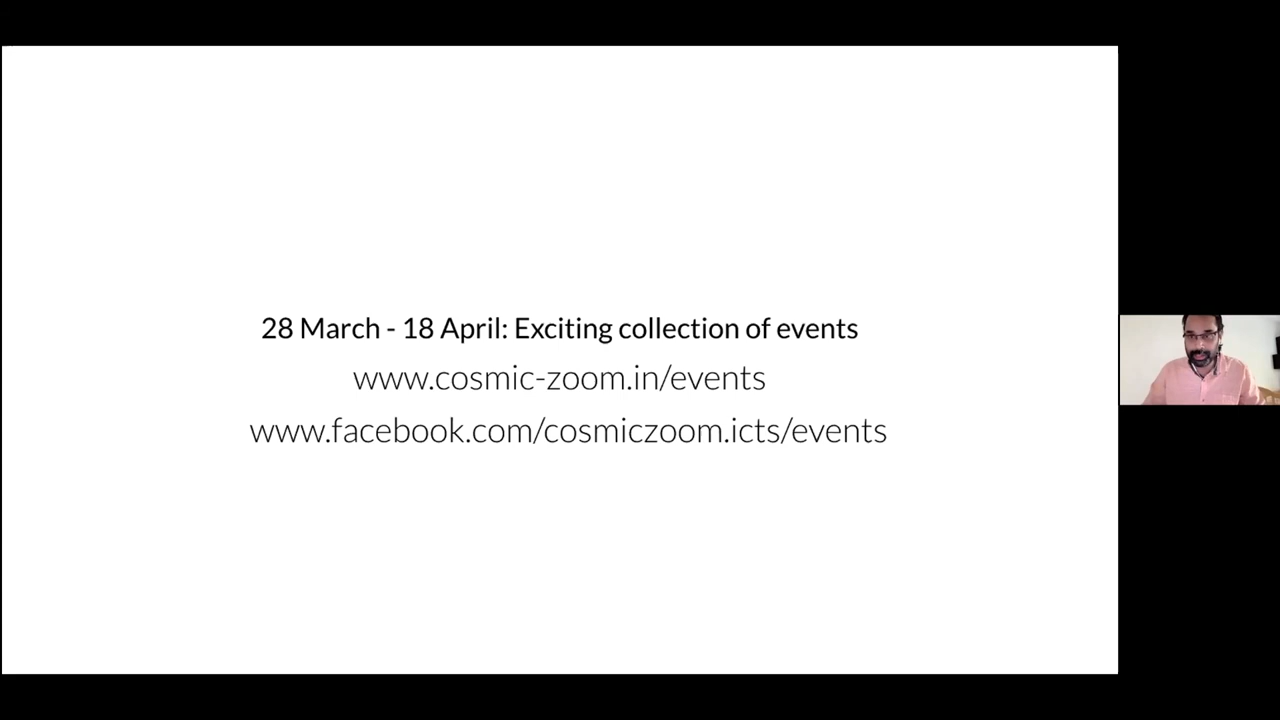 28 March - 18 April: Exciting collection of events
www.cosmic-zoom.in/events
www.facebook.com/cosmiczoom.icts/events